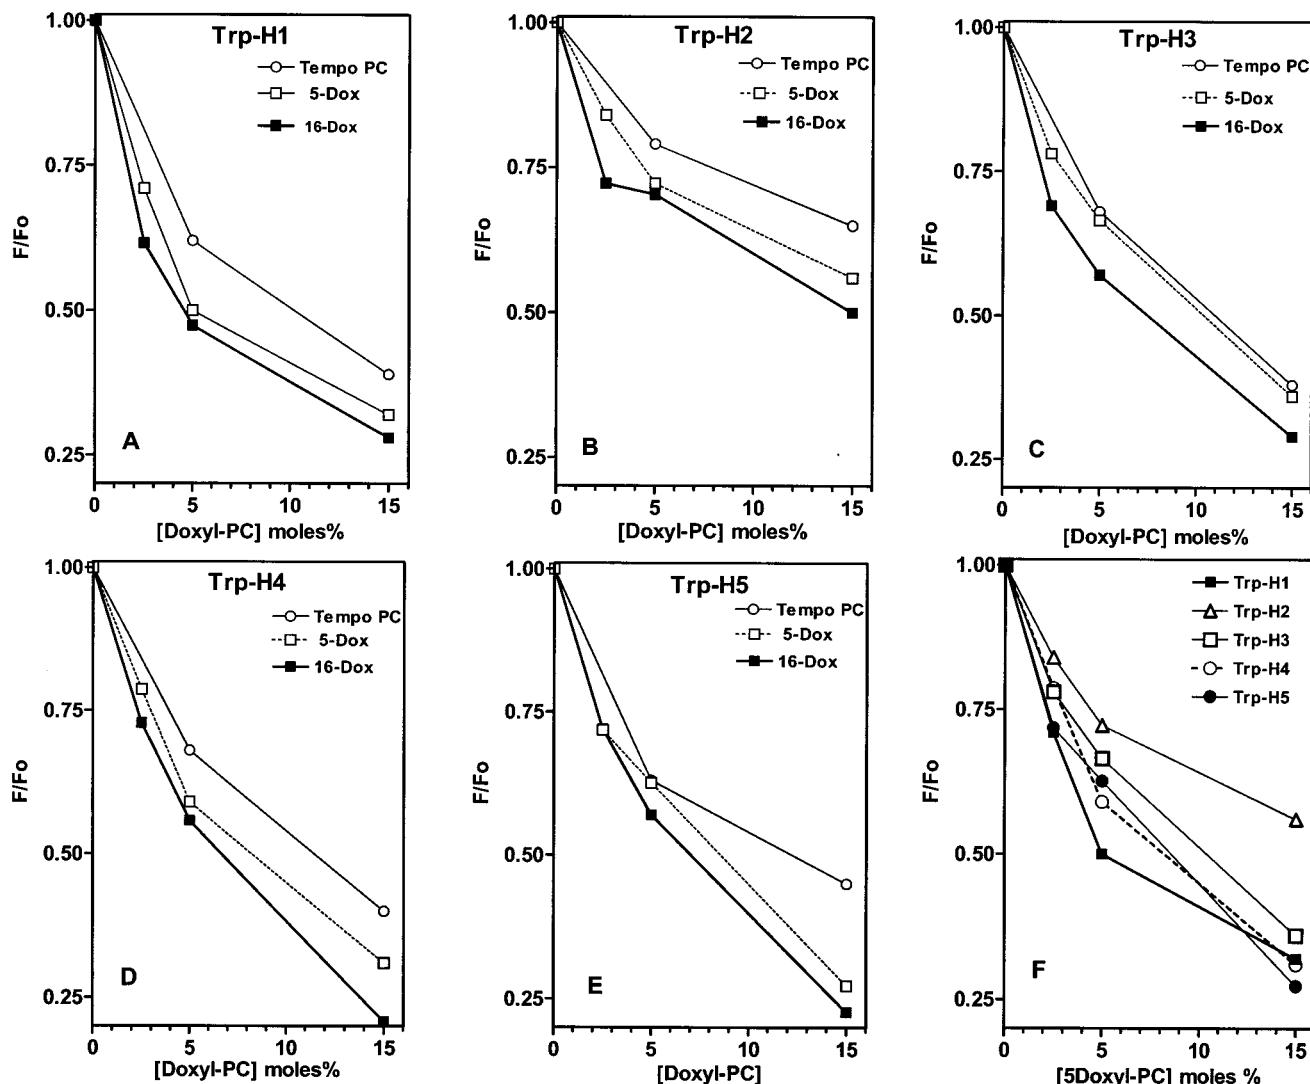 Trp-H1
Tempo PC
5-Dox
16-Dox
1.00
0.75
0.50
0.25
F/Fo
A
0 5 10 15
[Doxyl-PC] moles%
Trp-H2
Tempo PC
5-Dox
16-Dox
1.00
0.75
0.50
0.25
F/Fo
B
0 5 10 15
[Doxyl-PC] moles%
Trp-H3
Tempo PC
5-Dox
16-Dox
1.00
0.75
0.50
0.25
F/Fo
C
0 5 10 15
[Doxyl-PC] moles%
Trp-H4
Tempo PC
5-Dox
16-Dox
1.00
0.75
0.50
0.25
F/Fo
D
0 5 10 15
[Doxyl-PC] moles%
Trp-H5
Tempo PC
5-Dox
16-Dox
1.00
0.75
0.50
0.25
F/Fo
E
0 5 10 15
[Doxyl-PC]
Trp-H1
Trp-H2
Trp-H3
Trp-H4
Trp-H5
1.00
0.75
0.50
0.25
F/Fo
F
0 5 10 15
[5Doxyl-PC] moles %